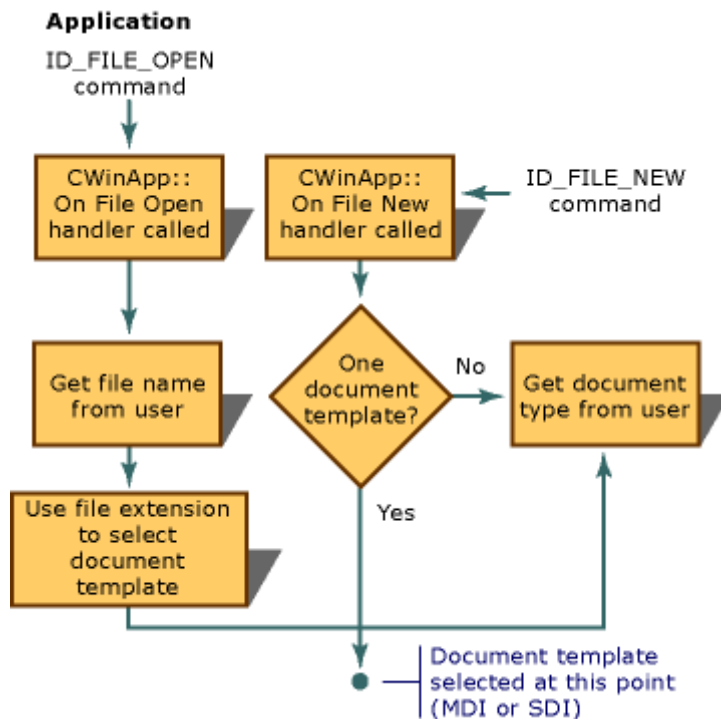 Application
ID_FILE_OPEN
command
CWinApp::
On File Open
handler called
CWinApp::
On File New
handler called
ID_FILE_NEW
command
Get file name
from user
One
document
template?
No
Get document
type from user
Use file extension
to select
document
template
Yes
Document template
selected at this point
(MDI or SDI)